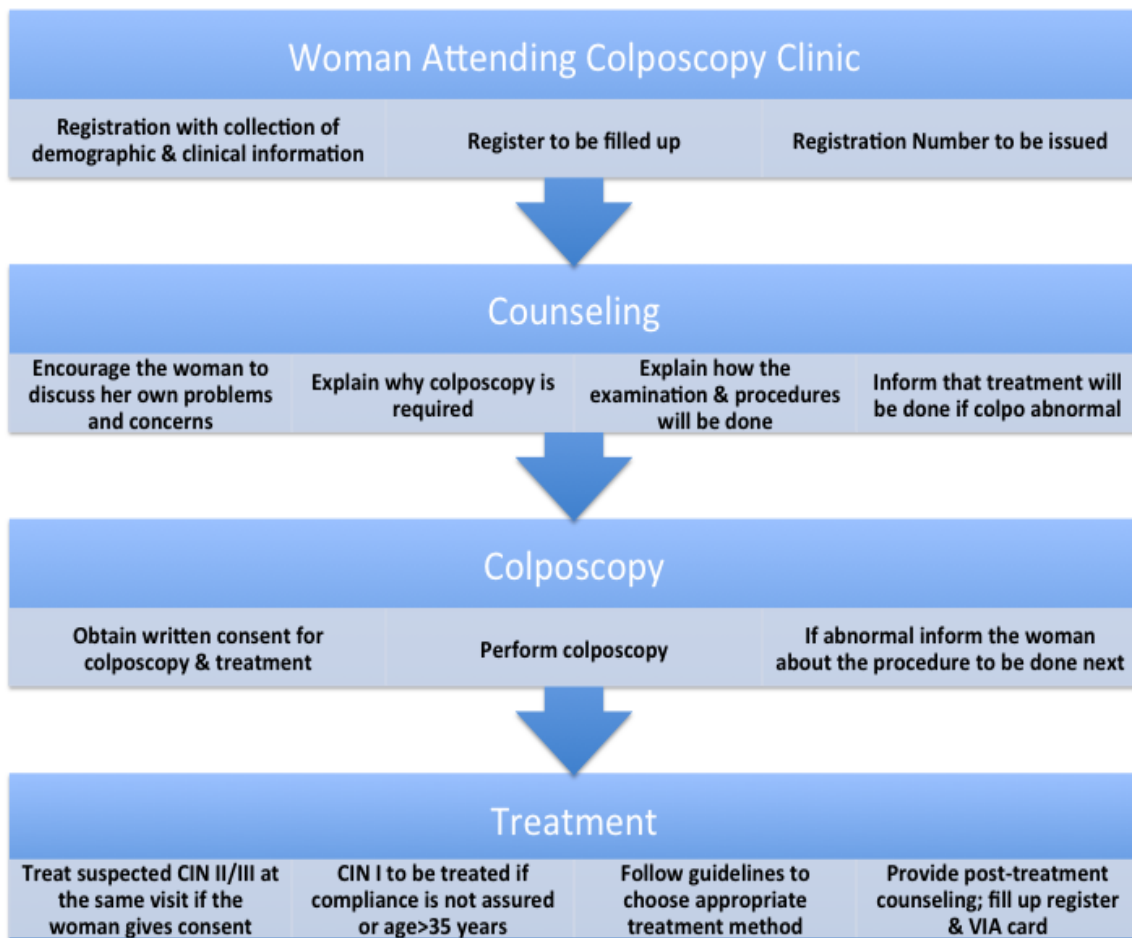 Woman Attending Colposcopy Clinic
Registration with collection of
demographic & clinical information
Register to be filled up
Registration Number to be issued
Counseling
Encourage the woman to
discuss her own problems
and concerns
Explain why colposcopy is
required
Explain how the
examination & procedures
will be done
Inform that treatment will
be done if colpo abnormal
Colposcopy
Obtain written consent for
colposcopy & treatment
Perform colposcopy
If abnormal inform the woman
about the procedure to be done next
Treatment
Treat suspected CIN II/III at
the same visit if the
woman gives consent
CIN I to be treated if
compliance is not assured
or age>35 years
Follow guidelines to
choose appropriate
treatment method
Provide post-treatment
counseling; fill up register
& VIA card